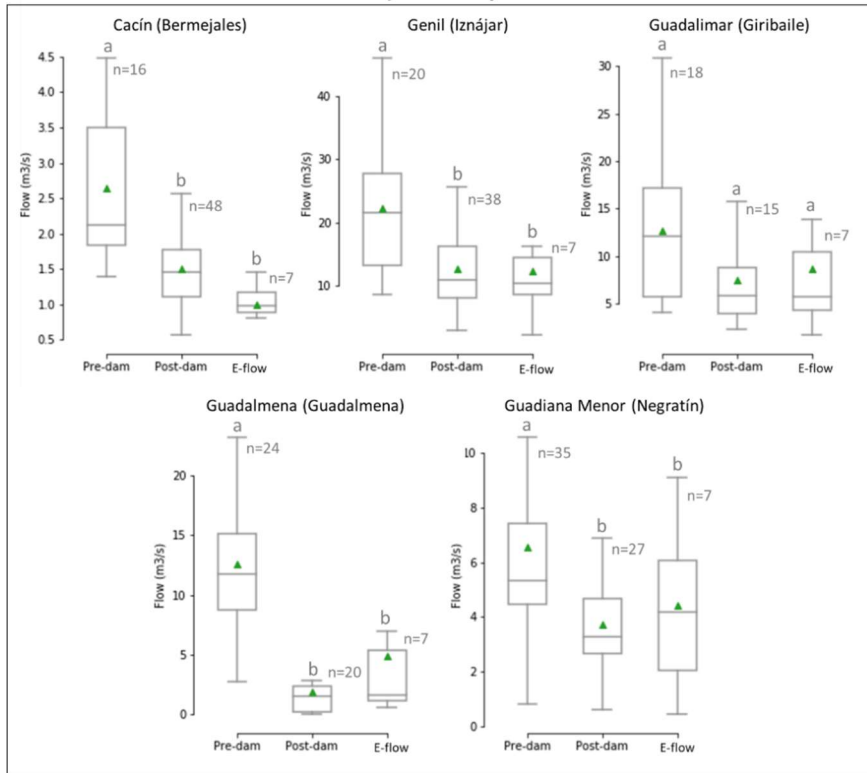 Cacín (Bermejales)
a
n=16
b
n=48
b
n=7
Flow (m3/s)
4.5
4.0
3.5
3.0
2.5
2.0
1.5
1.0
0.5
Pre-dam
Post-dam
E-flow
Genil (Iznájar)
a
n=20
b
n=38
b
n=7
Flow (m3/s)
40
30
20
10
Pre-dam
Post-dam
E-flow
Guadalimar (Giribaile)
a
n=18
a
n=15
a
n=7
Flow (m3/s)
30
25
20
15
10
5
Pre-dam
Post-dam
E-flow
Guadalmena (Guadalmena)
a
n=24
b
n=20
b
n=7
Flow (m3/s)
20
15
10
5
0
Pre-dam
Post-dam
E-flow
Guadiana Menor (Negratín)
a
n=35
b
n=27
b
n=7
Flow (m3/s)
10
8
6
4
2
0
Pre-dam
Post-dam
E-flow